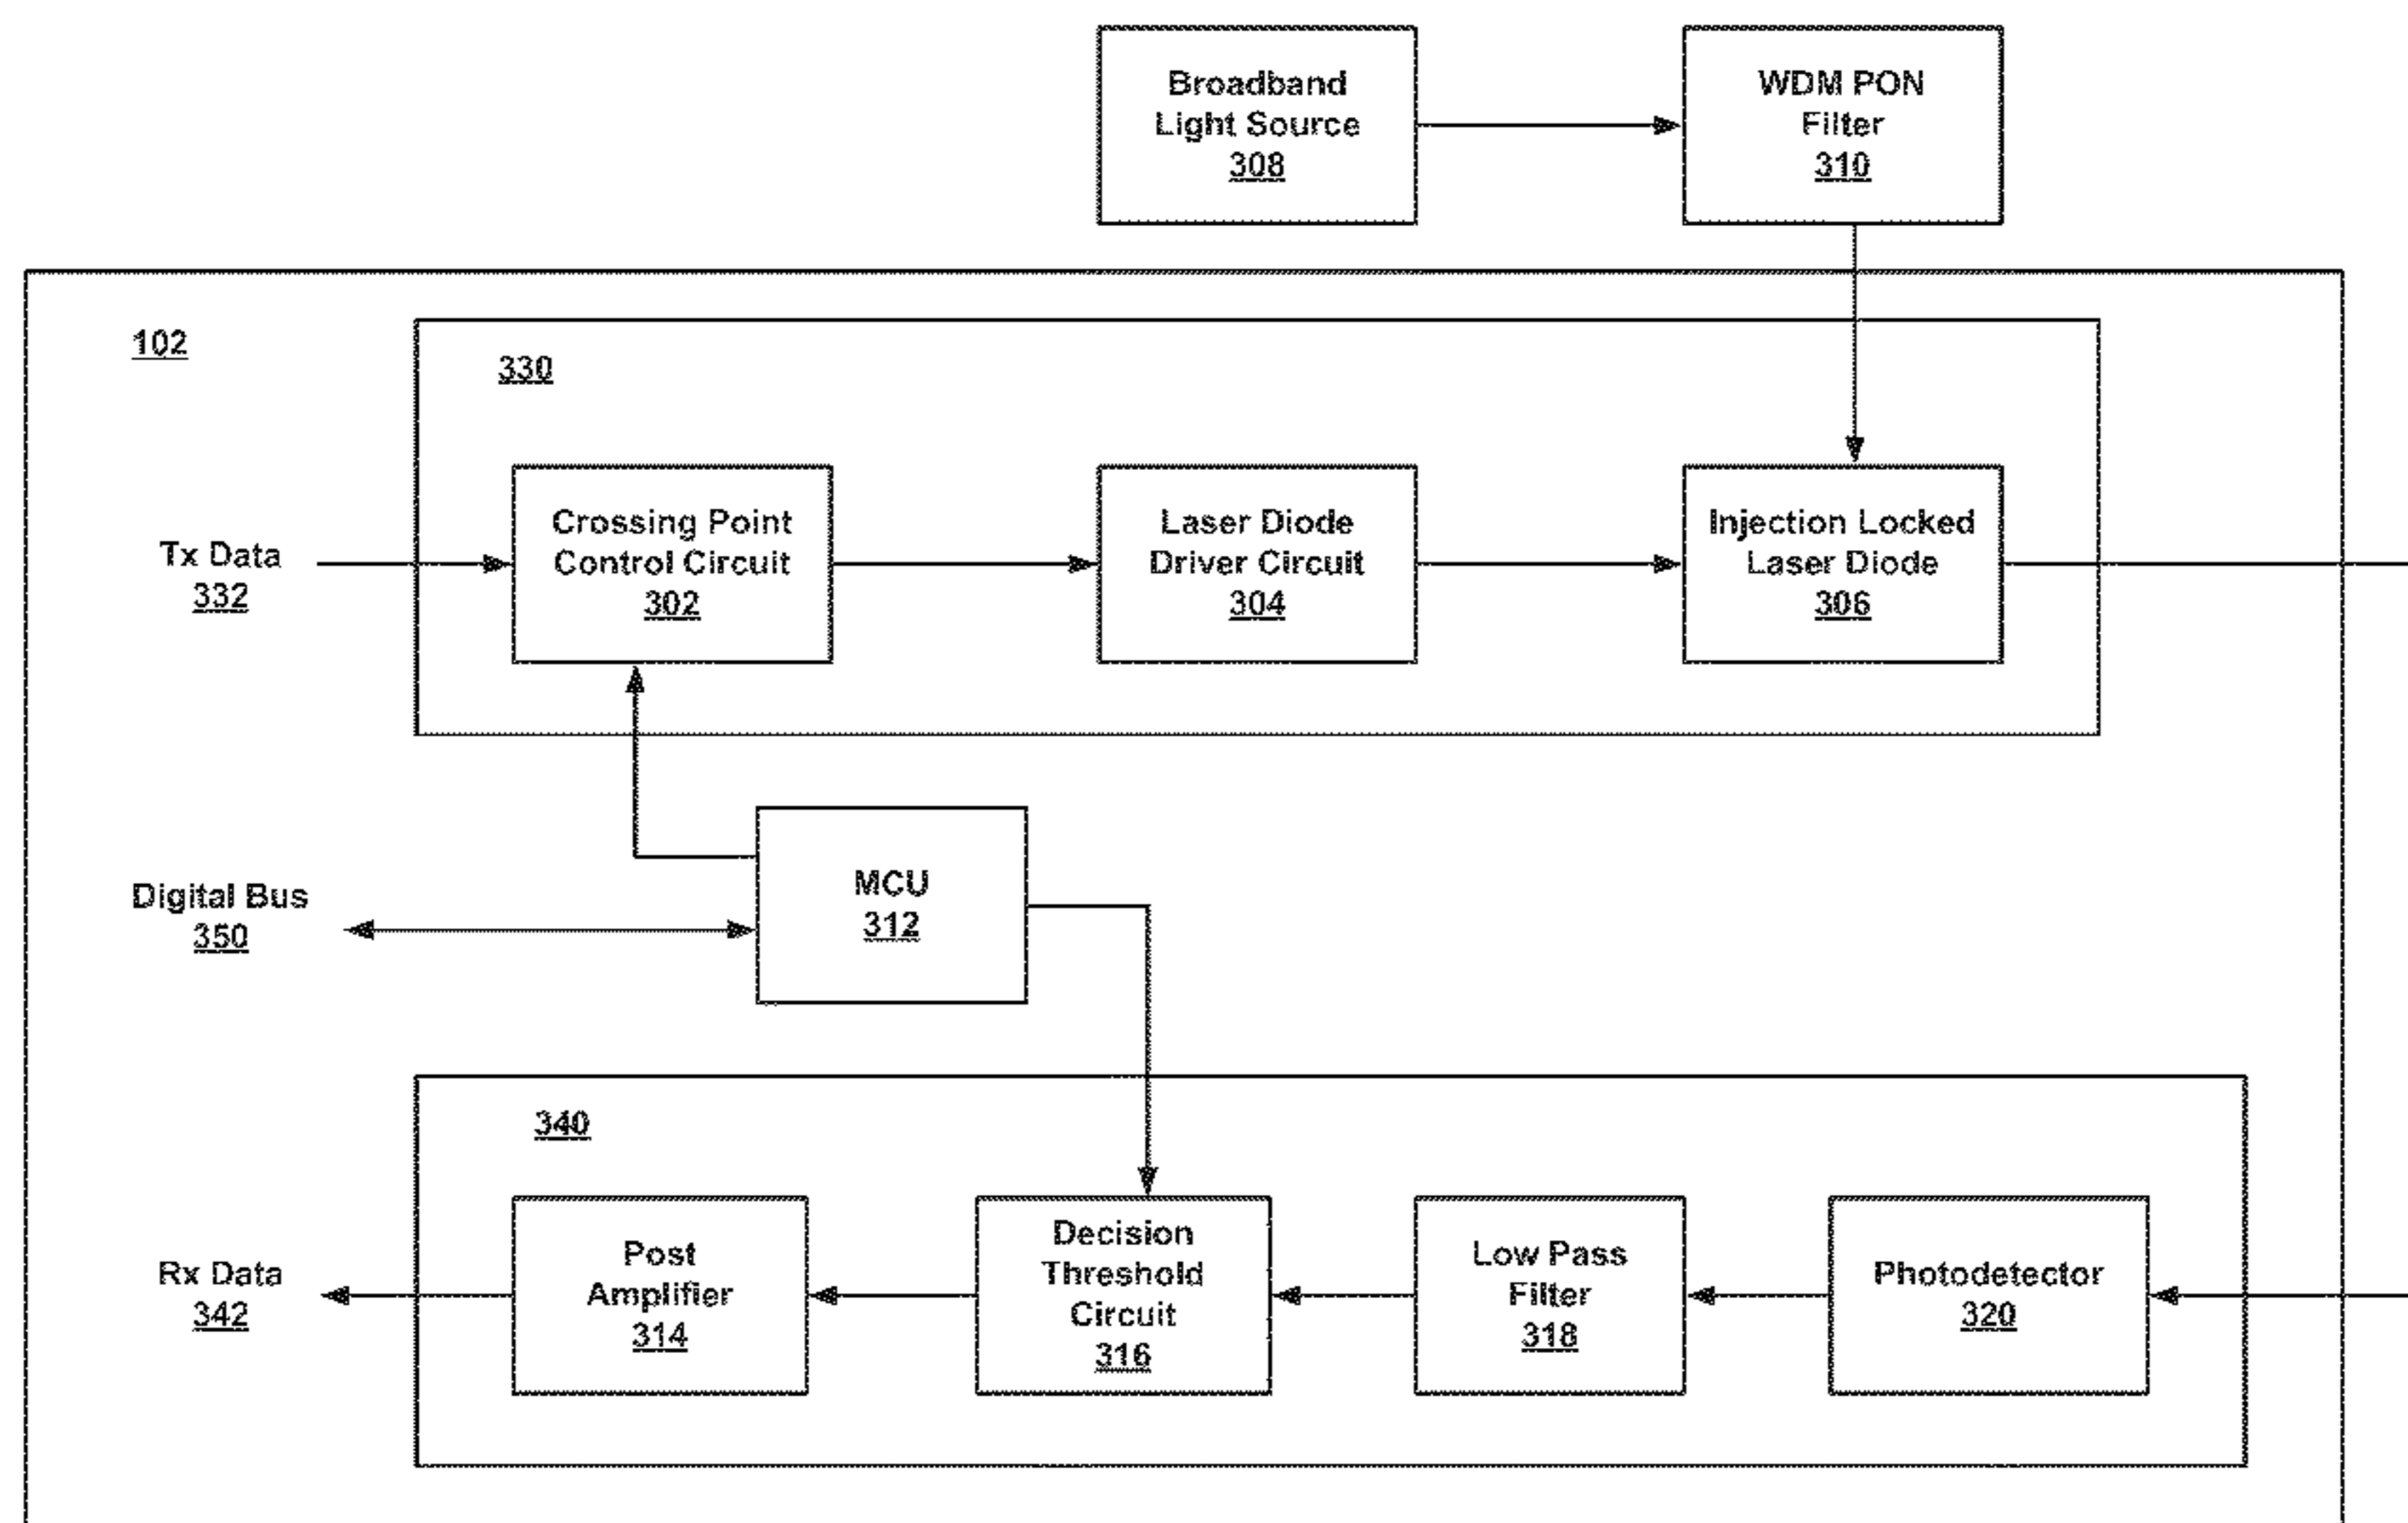 Broadband
Light Source
308
WDM PON
Filter
310
102
330
Tx Data
332
Crossing Point
Control Circuit
302
Laser Diode
Driver Circuit
304
Injection Locked
Laser Diode
306
Digital Bus
350
MCU
312
340
Rx Data
342
Post
Amplifier
314
Decision
Threshold
Circuit
316
Low Pass
Filter
318
Photodetector
320